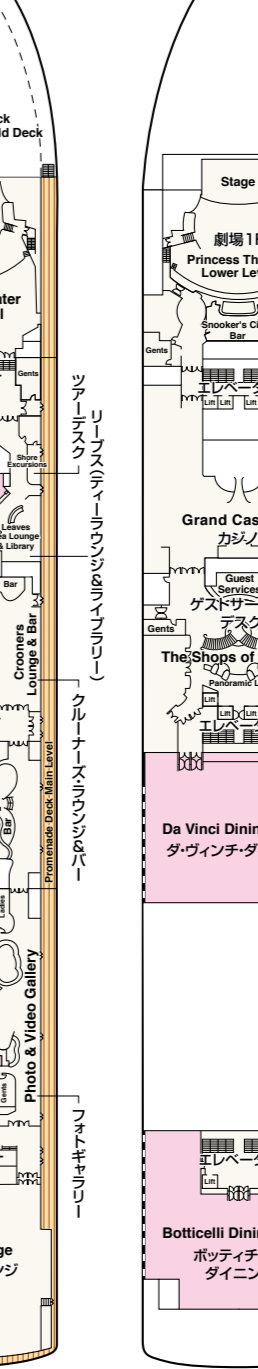 ck
ld Deck
ater
l
Gents
Shore
Excursions
ツアーデスク
Leaves
ea Lounge
& Library
リーブス(ティーラウンジ&ライブラリー)
Bar
Crooners
Lounge & Bar
クルーナーズ・ラウンジ&バー
Promenade Deck Main Level
Bar
Ladies
Photo & Video Gallery
Gents
フォトギャラリー
ge
ンジ
Stage
劇場1F
Princess Th
Lower Lev
Snooker's Ci
Bar
Gents
エレベータ
Lift
Lift
Lift
Grand Cas
カジノ
Guest
Services
ゲストサー
デスク
Gents
The Shops of
Panoramic L
Lift
Lift
Lift
エレベータ
Da Vinci Dinin
ダ・ヴィンチ・ダ
エレベータ
Lift
Botticelli Dini
ボッティチ
ダイニン